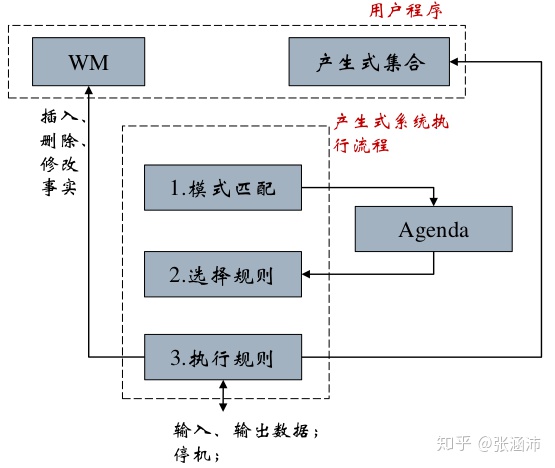 用户程序
WM
产生式集合
插入、
删除、
修改
事实
产生式系统执
行流程
1.模式匹配
Agenda
2.选择规则
3.执行规则
输入、输出数据；
停机；
知乎 @张涵沛